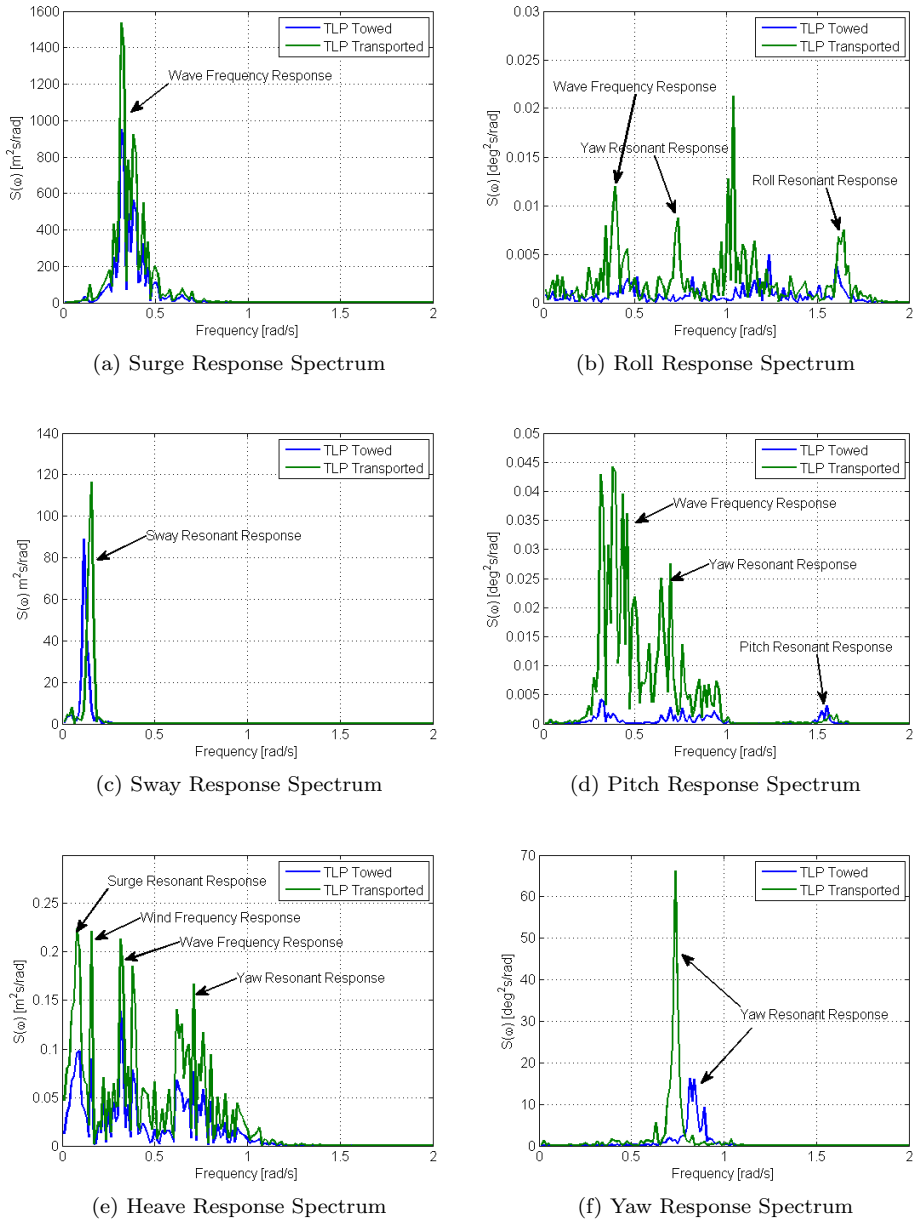 1600
1400
1200
1000
800
600
400
200
0
S(ω) [m²s/rad]
TLP Towed
TLP Transported
Wave Frequency Response
0 0.5 1 1.5 2
Frequency [rad/s]
(a) Surge Response Spectrum
0.03
0.025
0.02
0.015
0.01
0.005
0
S(ω) [deg²s/rad]
TLP Towed
TLP Transported
Wave Frequency Response
Yaw Resonant Response
Roll Resonant Response
0 0.5 1 1.5 2
Frequency [rad/s]
(b) Roll Response Spectrum
140
120
100
80
60
40
20
0
S(ω) m²s/rad]
TLP Towed
TLP Transported
Sway Resonant Response
0 0.5 1 1.5 2
Frequency [rad/s]
(c) Sway Response Spectrum
0.05
0.045
0.04
0.035
0.03
0.025
0.02
0.015
0.01
0.005
0
S(ω) [deg²s/rad]
TLP Towed
TLP Transported
Wave Frequency Response
Yaw Resonant Response
Pitch Resonant Response
0 0.5 1 1.5 2
Frequency [rad/s]
(d) Pitch Response Spectrum
0.25
0.2
0.15
0.1
0.05
0
S(ω) [m²s/rad]
TLP Towed
TLP Transported
Surge Resonant Response
Wind Frequency Response
Wave Frequency Response
Yaw Resonant Response
0 0.5 1 1.5 2
Frequency [rad/s]
(e) Heave Response Spectrum
70
60
50
40
30
20
10
0
S(ω) [deg²s/rad]
TLP Towed
TLP Transported
Yaw Resonant Response
0 0.5 1 1.5 2
Frequency [rad/s]
(f) Yaw Response Spectrum